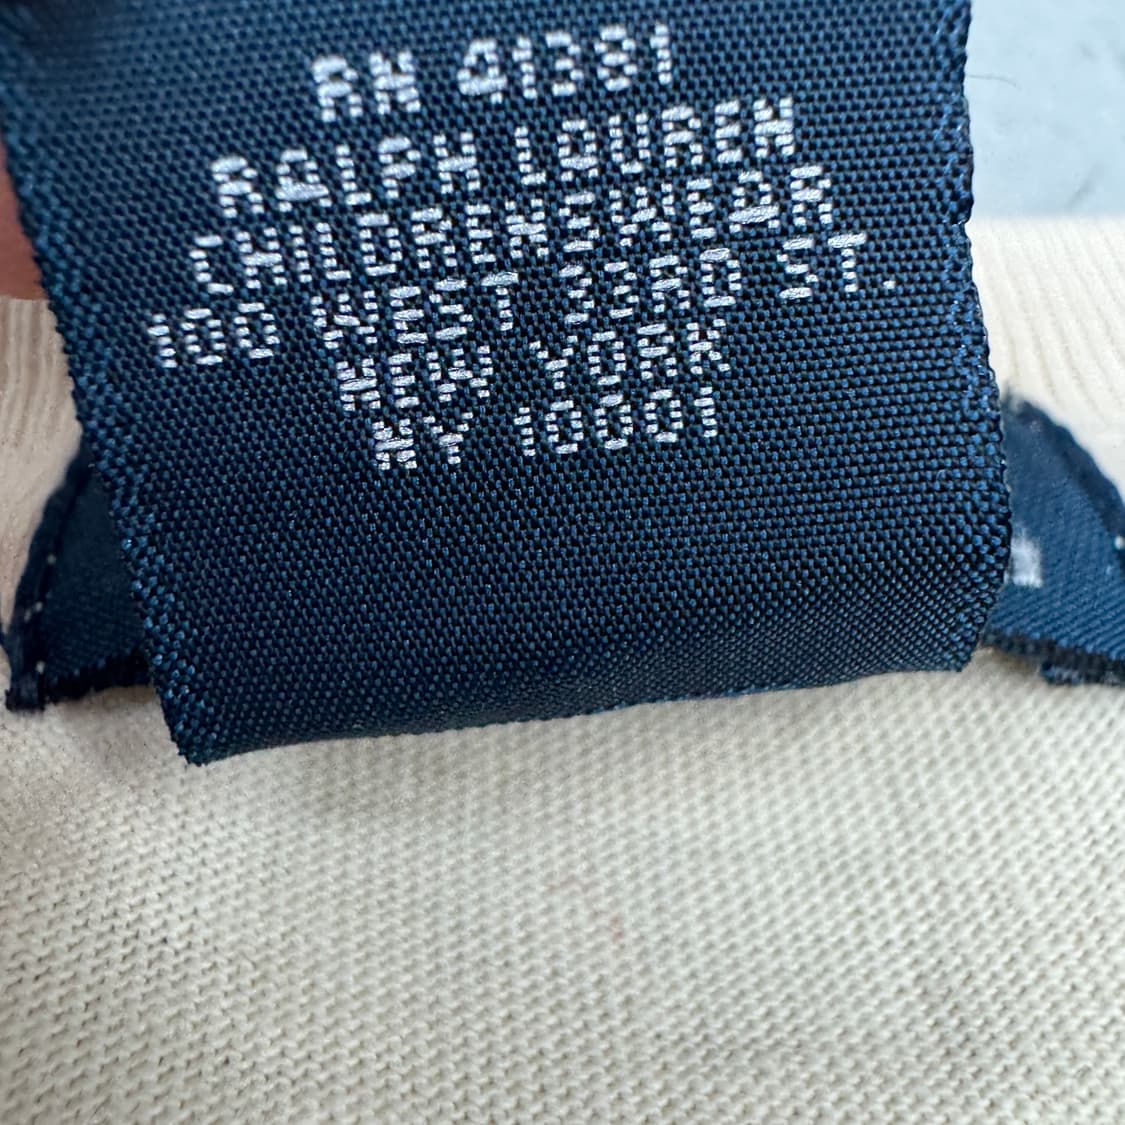 RN 41381
RALPH LAUREN
CHILDRENSWEAR
100 WEST 33RD ST.
NEW YORK
NY 10001